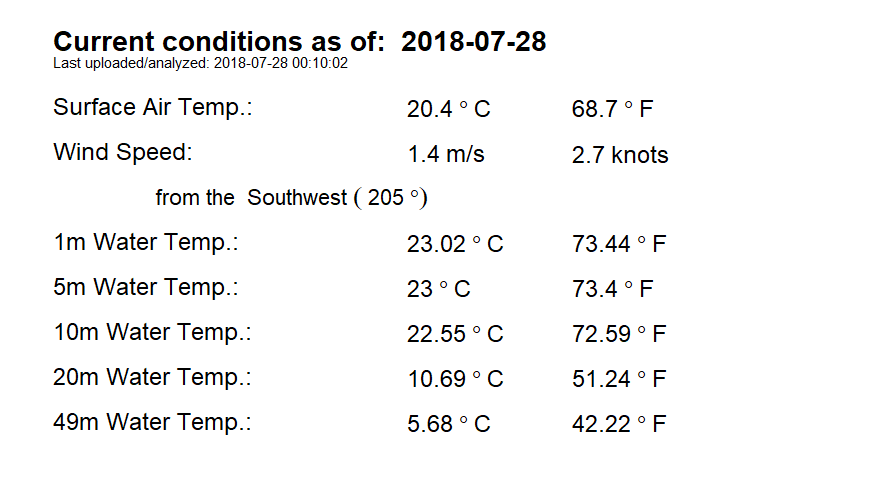 Current conditions as of: 2018-07-28
Last uploaded/analyzed: 2018-07-28 00:10:02
Surface Air Temp.: 20.4 ° C 68.7 ° F
Wind Speed: 1.4 m/s 2.7 knots
from the Southwest ( 205 °)
1m Water Temp.: 23.02 ° C 73.44 ° F
5m Water Temp.: 23 ° C 73.4 ° F
10m Water Temp.: 22.55 ° C 72.59 ° F
20m Water Temp.: 10.69 ° C 51.24 ° F
49m Water Temp.: 5.68 ° C 42.22 ° F